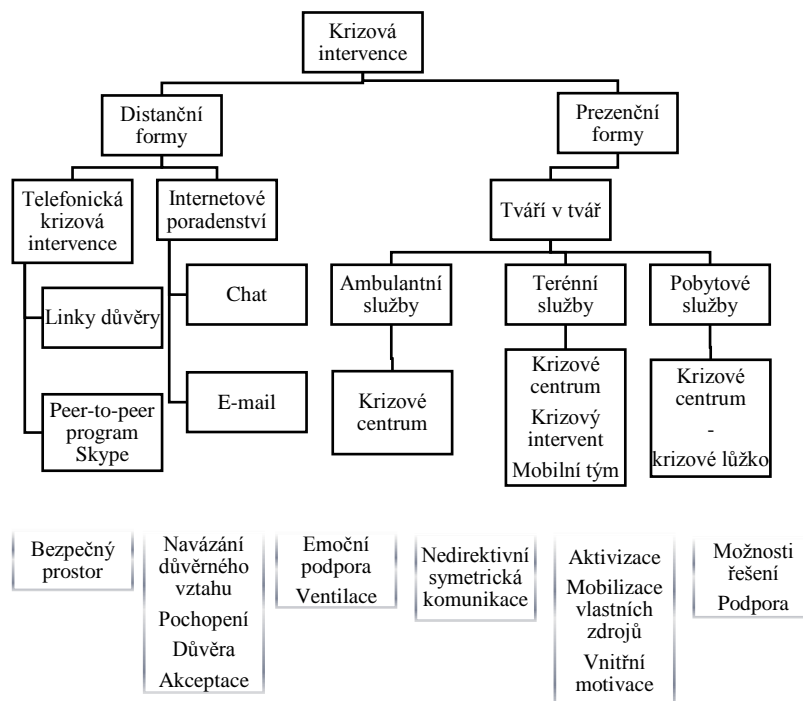 Krizová
intervence
Distanční
formy
Prezenční
formy
Telefonická
krizová
intervence
Internetové
poradenství
Tváří v tvář
Linky důvěry
Chat
Ambulantní
služby
Terénní
služby
Pobytové
služby
Peer-to-peer
program
Skype
E-mail
Krizové
centrum
Krizové
centrum
Krizový
intervent
Mobilní tým
Krizové
centrum
-
krizové lůžko
Bezpečný
prostor
Navázání
důvěrného
vztahu
Pochopení
Důvěra
Akceptace
Emoční
podpora
Ventilace
Nedirektivní
symetrická
komunikace
Aktivizace
Mobilizace
vlastních
zdrojů
Vnitřní
motivace
Možnosti
řešení
Podpora